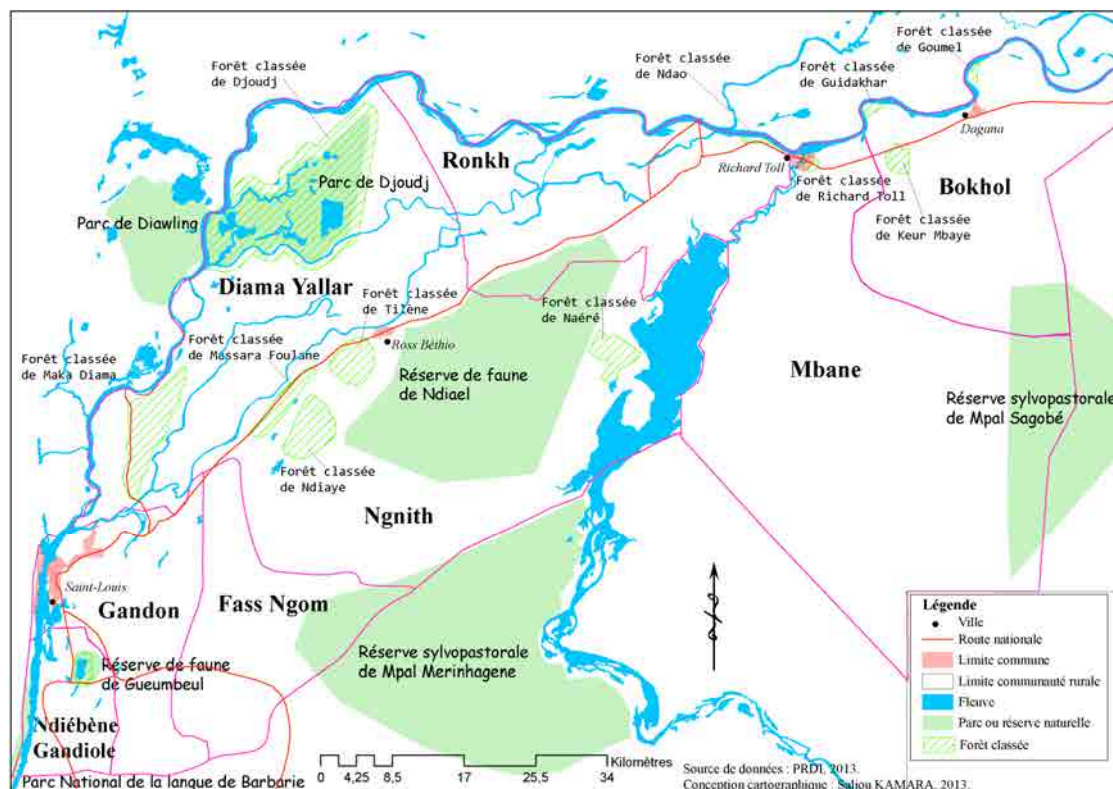 Forêt classée
de Goumel
Forêt classée
de Djoudj
Forêt classée
de Ndao
Forêt classée
de Guidakhar
Dagana
Ronkh
Richard Toll
Parc de Djoudj
Forêt classée
de Richard Toll
Bokhol
Parc de Diawling
Forêt classée
de Keur Mbaye
Diama Yallar
Forêt classée
de Tilène
Forêt classée
de Naéré
Forêt classée
de Massara Foulane
Ross Béthio
Forêt classée
de Maka Diama
Réserve de faune
de Ndiael
Mbane
Réserve sylvopastorale
de Mpal Sagobé
Forêt classée
de Ndiaye
Ngnith
Saint-Louis
Gandon
Fass Ngom
Réserve de faune
de Gueumbeul
Réserve sylvopastorale
de Mpal Merinhagene
Ndiébène
Gandiole
Parc National de la langue de Barbarie
Légende
Ville
Route nationale
Limite commune
Limite communauté rurale
Fleuve
Parc ou réserve naturelle
Forêt classée
Kilomètres
0 4,25 8,5 17 25,5 34
Source de données : PRDI, 2013.
Conception cartographique : Saliou KAMARA, 2013.